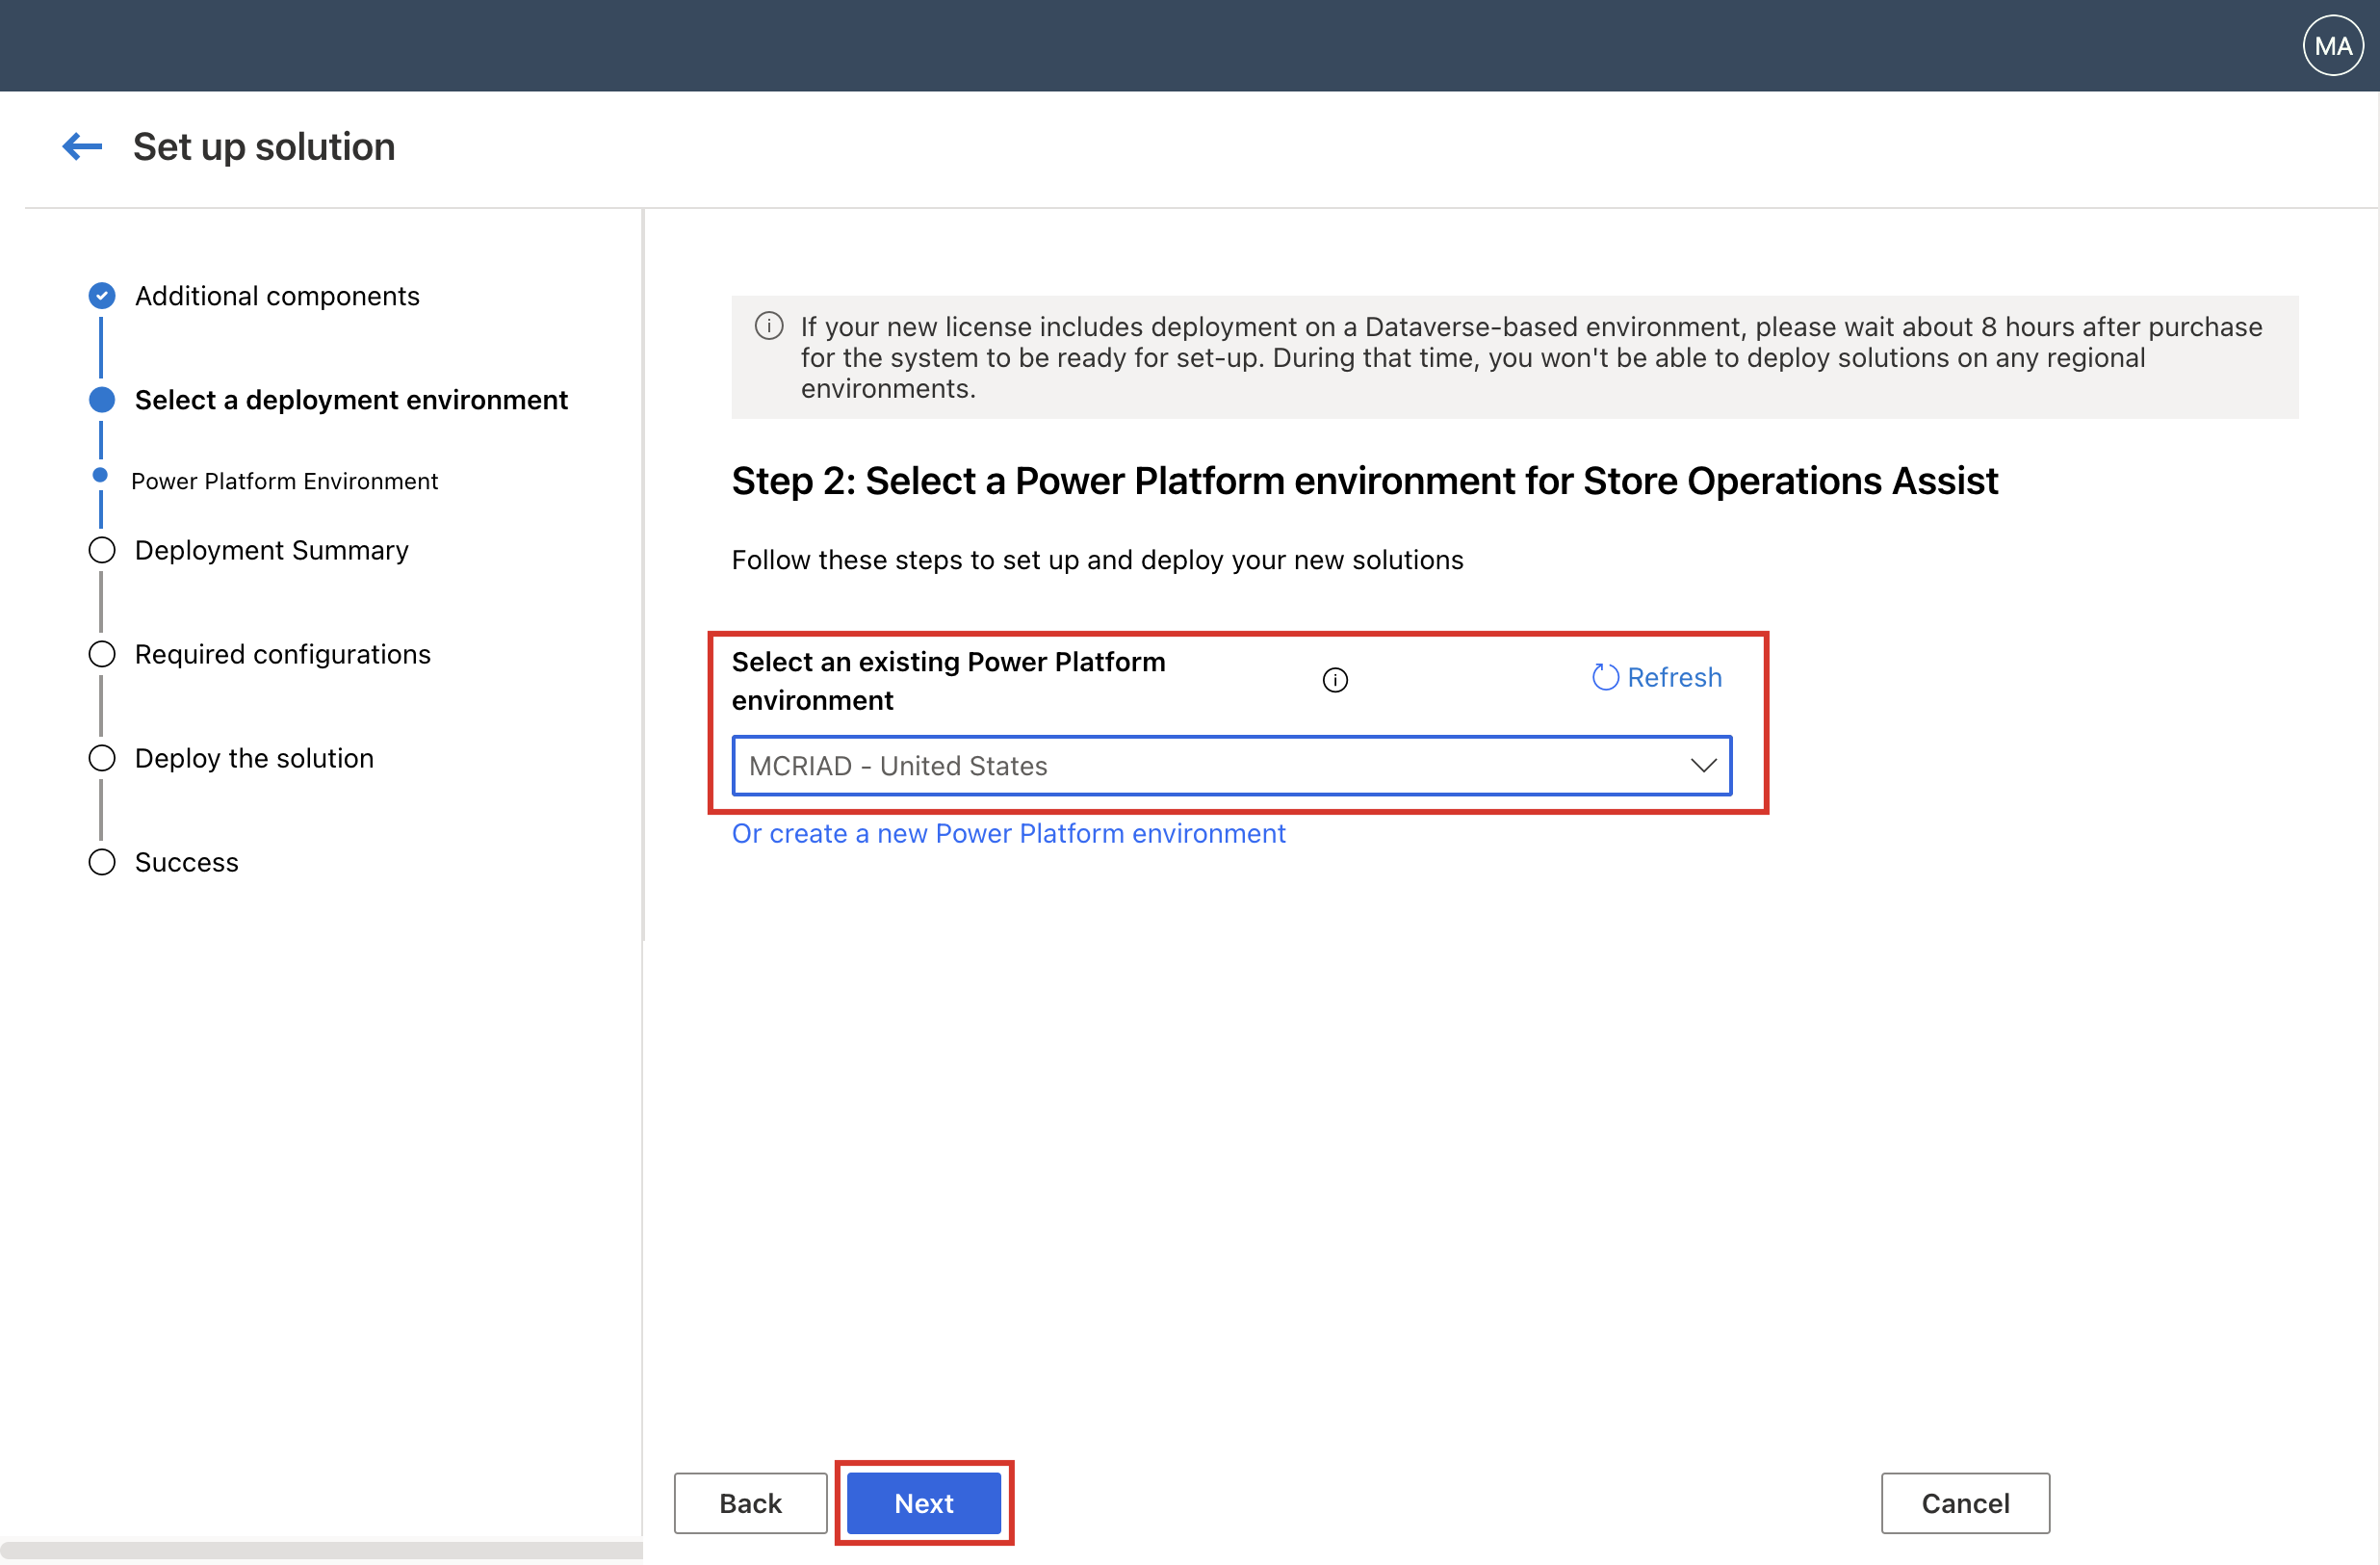 MA
Set up solution
Additional components
Select a deployment environment
Power Platform Environment
Deployment Summary
Required configurations
Deploy the solution
Success
If your new license includes deployment on a Dataverse-based environment, please wait about 8 hours after purchase
for the system to be ready for set-up. During that time, you won't be able to deploy solutions on any regional
environments.
Step 2: Select a Power Platform environment for Store Operations Assist
Follow these steps to set up and deploy your new solutions
Select an existing Power Platform
environment
Refresh
MCRIAD - United States
Or create a new Power Platform environment
Back
Next
Cancel